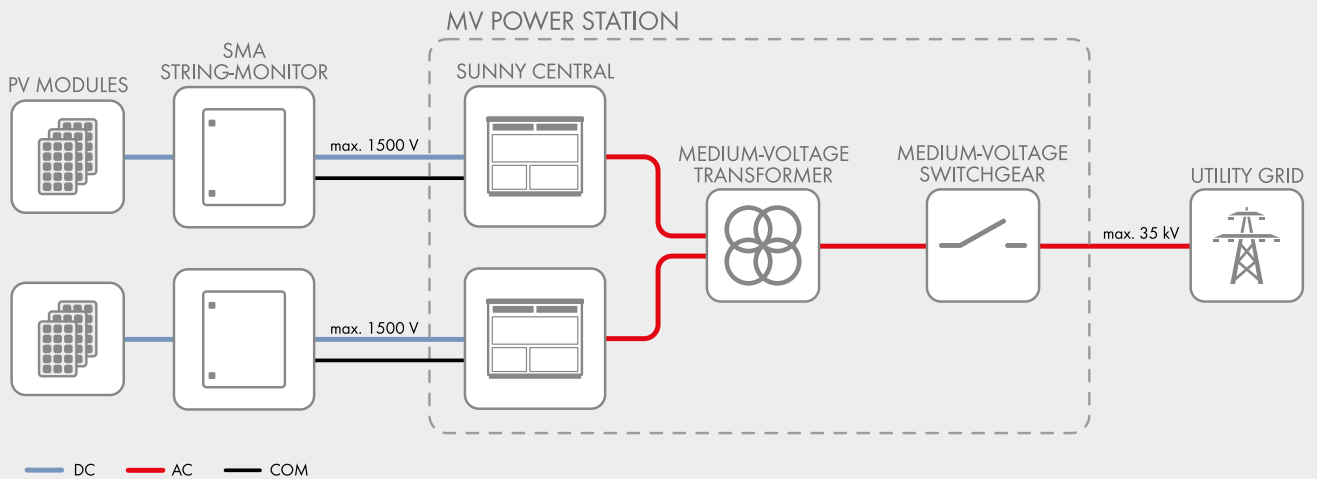 MV POWER STATION
SMA
STRING-MONITOR
PV MODULES
SUNNY CENTRAL
max. 1500 V
MEDIUM-VOLTAGE
TRANSFORMER
MEDIUM-VOLTAGE
SWITCHGEAR
UTILITY GRID
max. 35 kV
max. 1500 V
DC
AC
COM